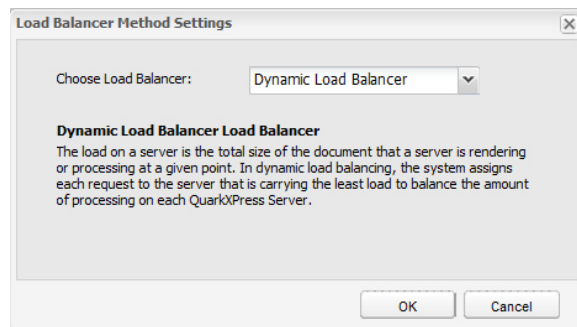 Load Balancer Method Settings
Choose Load Balancer: Dynamic Load Balancer
Dynamic Load Balancer Load Balancer
The load on a server is the total size of the document that a server is rendering
or processing at a given point. In dynamic load balancing, the system assigns
each request to the server that is carrying the least load to balance the amount
of processing on each QuarkXPress Server.
OK Cancel